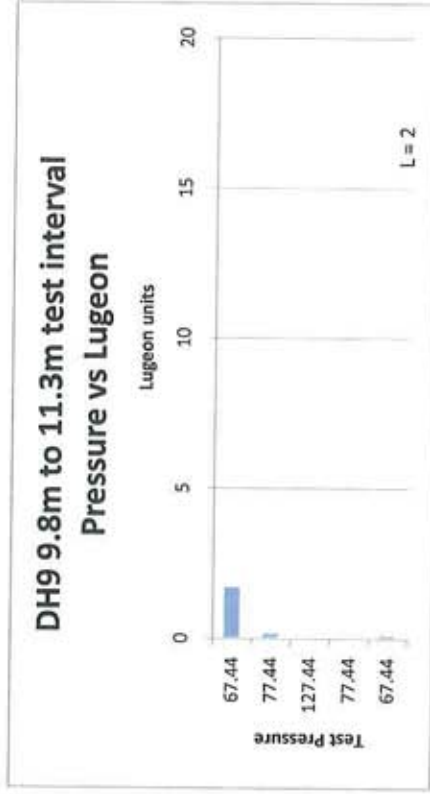 DH9 9.8m to 11.3m test interval
Pressure vs Lugeon
Lugeon units
0 5 10 15 20
Test Pressure
67.44
77.44
127.44
77.44
67.44
L = 2